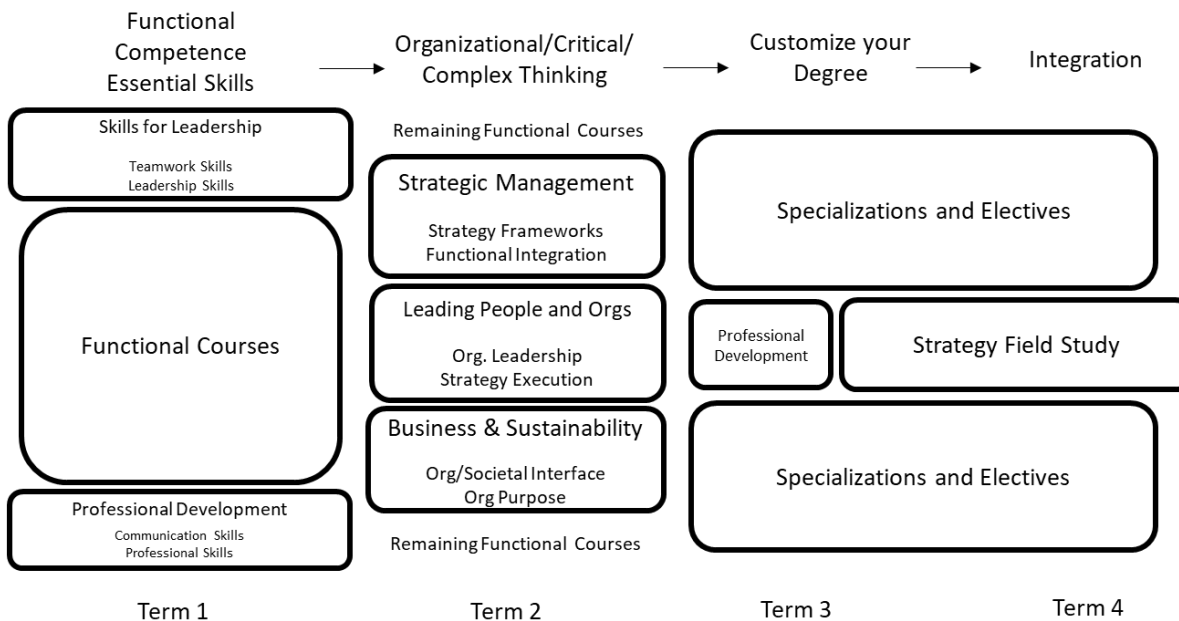 Functional
Competence
Essential Skills
Organizational/Critical/
Complex Thinking
Customize your
Degree
Integration
Skills for Leadership
Teamwork Skills
Leadership Skills
Functional Courses
Professional Development
Communication Skills
Professional Skills
Remaining Functional Courses
Strategic Management
Strategy Frameworks
Functional Integration
Leading People and Orgs
Org. Leadership
Strategy Execution
Business & Sustainability
Org/Societal Interface
Org Purpose
Remaining Functional Courses
Specializations and Electives
Professional
Development
Strategy Field Study
Specializations and Electives
Term 1
Term 2
Term 3
Term 4